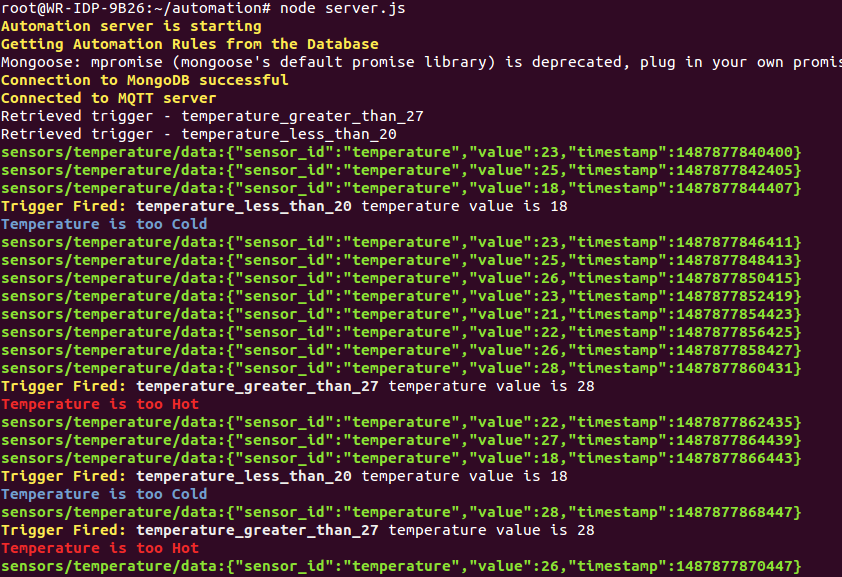 root@WR-IDP-9B26:~/automation# node server.js
Automation server is starting
Getting Automation Rules from the Database
Mongoose: mpromise (mongoose's default promise library) is deprecated, plug in your own promis
Connection to MongoDB successful
Connected to MQTT server
Retrieved trigger - temperature_greater_than_27
Retrieved trigger - temperature_less_than_20
sensors/temperature/data:{"sensor_id":"temperature","value":23,"timestamp":1487877840400}
sensors/temperature/data:{"sensor_id":"temperature","value":25,"timestamp":1487877842405}
sensors/temperature/data:{"sensor_id":"temperature","value":18,"timestamp":1487877844407}
Trigger Fired: temperature_less_than_20 temperature value is 18
Temperature is too Cold
sensors/temperature/data:{"sensor_id":"temperature","value":23,"timestamp":1487877846411}
sensors/temperature/data:{"sensor_id":"temperature","value":25,"timestamp":1487877848413}
sensors/temperature/data:{"sensor_id":"temperature","value":26,"timestamp":1487877850415}
sensors/temperature/data:{"sensor_id":"temperature","value":23,"timestamp":1487877852419}
sensors/temperature/data:{"sensor_id":"temperature","value":21,"timestamp":1487877854423}
sensors/temperature/data:{"sensor_id":"temperature","value":22,"timestamp":1487877856425}
sensors/temperature/data:{"sensor_id":"temperature","value":26,"timestamp":1487877858427}
sensors/temperature/data:{"sensor_id":"temperature","value":28,"timestamp":1487877860431}
Trigger Fired: temperature_greater_than_27 temperature value is 28
Temperature is too Hot
sensors/temperature/data:{"sensor_id":"temperature","value":22,"timestamp":1487877862435}
sensors/temperature/data:{"sensor_id":"temperature","value":27,"timestamp":1487877864439}
sensors/temperature/data:{"sensor_id":"temperature","value":18,"timestamp":1487877866443}
Trigger Fired: temperature_less_than_20 temperature value is 18
Temperature is too Cold
sensors/temperature/data:{"sensor_id":"temperature","value":28,"timestamp":1487877868447}
Trigger Fired: temperature_greater_than_27 temperature value is 28
Temperature is too Hot
sensors/temperature/data:{"sensor_id":"temperature","value":26,"timestamp":1487877870447}